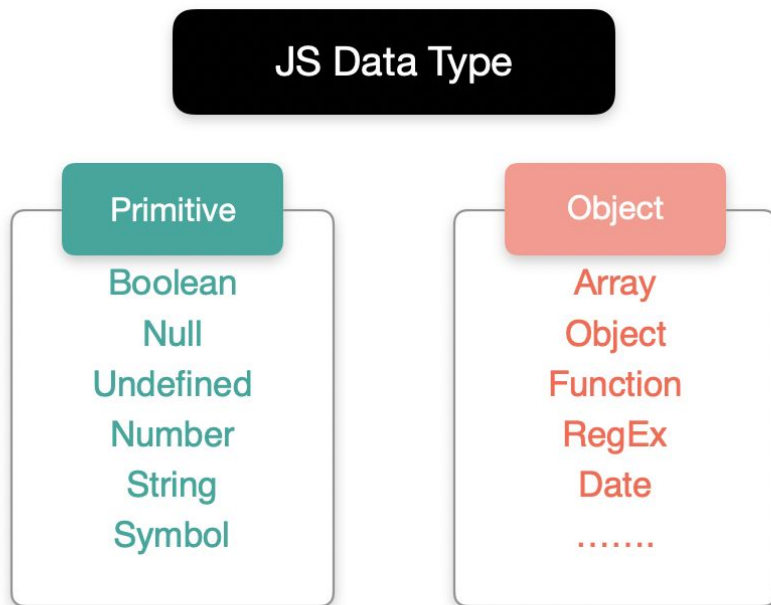 JS Data Type
Primitive
Boolean
Null
Undefined
Number
String
Symbol
Object
Array
Object
Function
RegEx
Date
.......